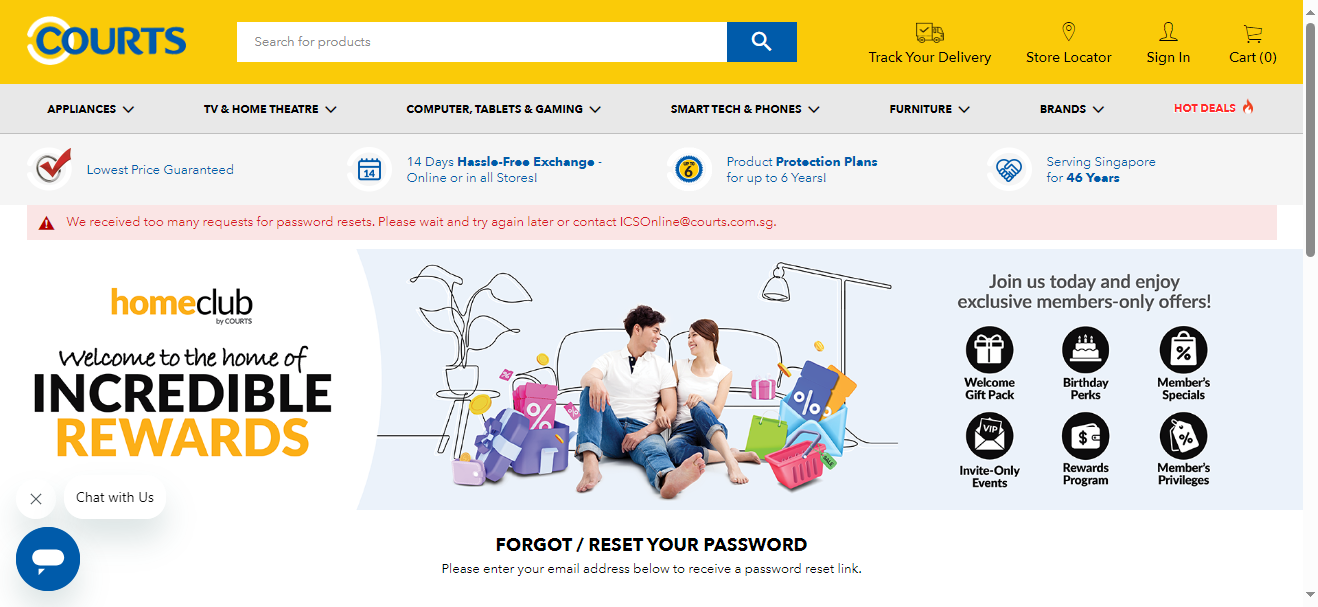 COURTS
Search for products
Track Your Delivery
Store Locator
Sign In
Cart (0)
APPLIANCES
TV & HOME THEATRE
COMPUTER, TABLETS & GAMING
SMART TECH & PHONES
FURNITURE
BRANDS
HOT DEALS
Lowest Price Guaranteed
14
14 Days Hassle-Free Exchange -
Online or in all Stores!
UP TO
6
Product Protection Plans
for up to 6 Years!
Serving Singapore
for 46 Years
We received too many requests for password resets. Please wait and try again later or contact ICSOnline@courts.com.sg.
homeclub
by COURTS
Welcome to the home of
INCREDIBLE
REWARDS
%
%
%
%
SALE
Join us today and enjoy
exclusive members-only offers!
Welcome
Gift Pack
Birthday
Perks
%
Member's
Specials
VIP
Invite-Only
Events
$
Rewards
Program
%
Member's
Privileges
Chat with Us
FORGOT / RESET YOUR PASSWORD
Please enter your email address below to receive a password reset link.